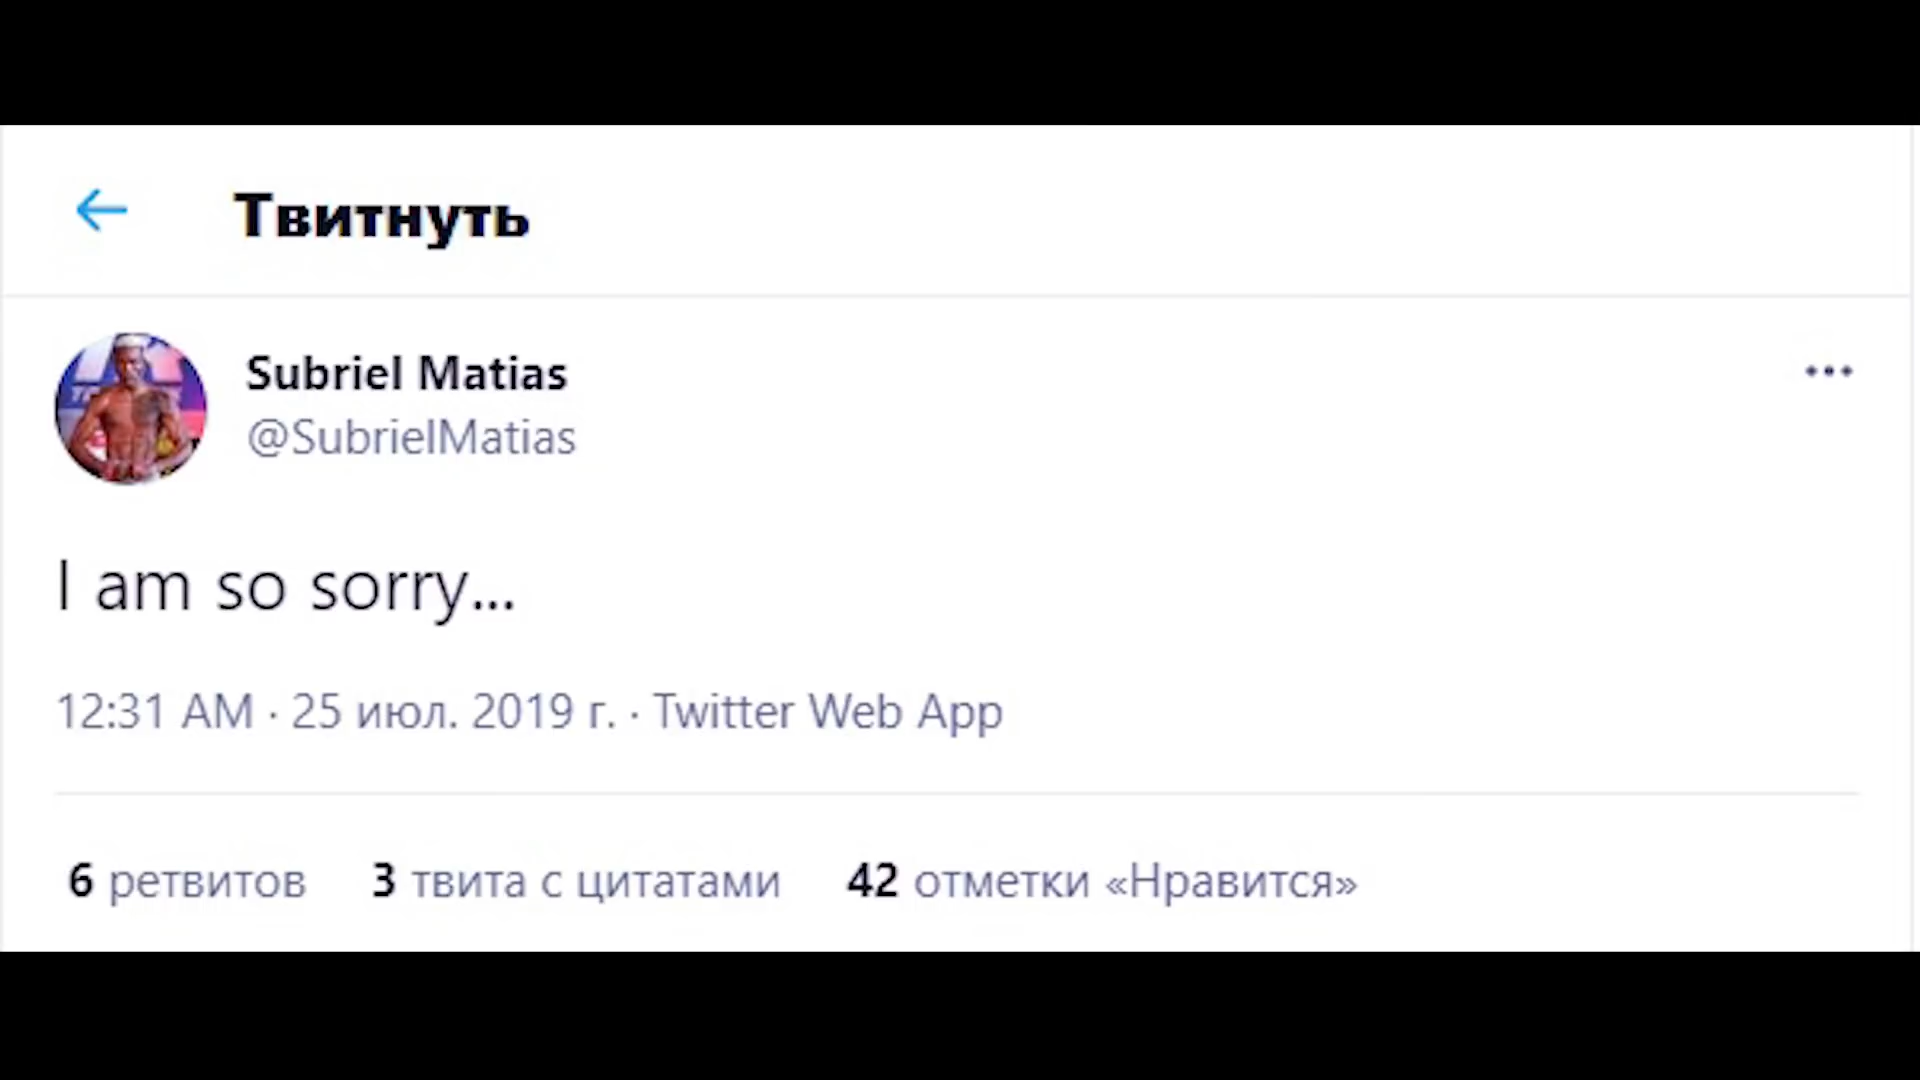 Твитнуть
Subriel Matias
@SubrielMatias
I am so sorry...
12:31 AM · 25 июл. 2019 г. · Twitter Web App
6 ретвитов 3 твита с цитатами 42 отметки «Нравится»